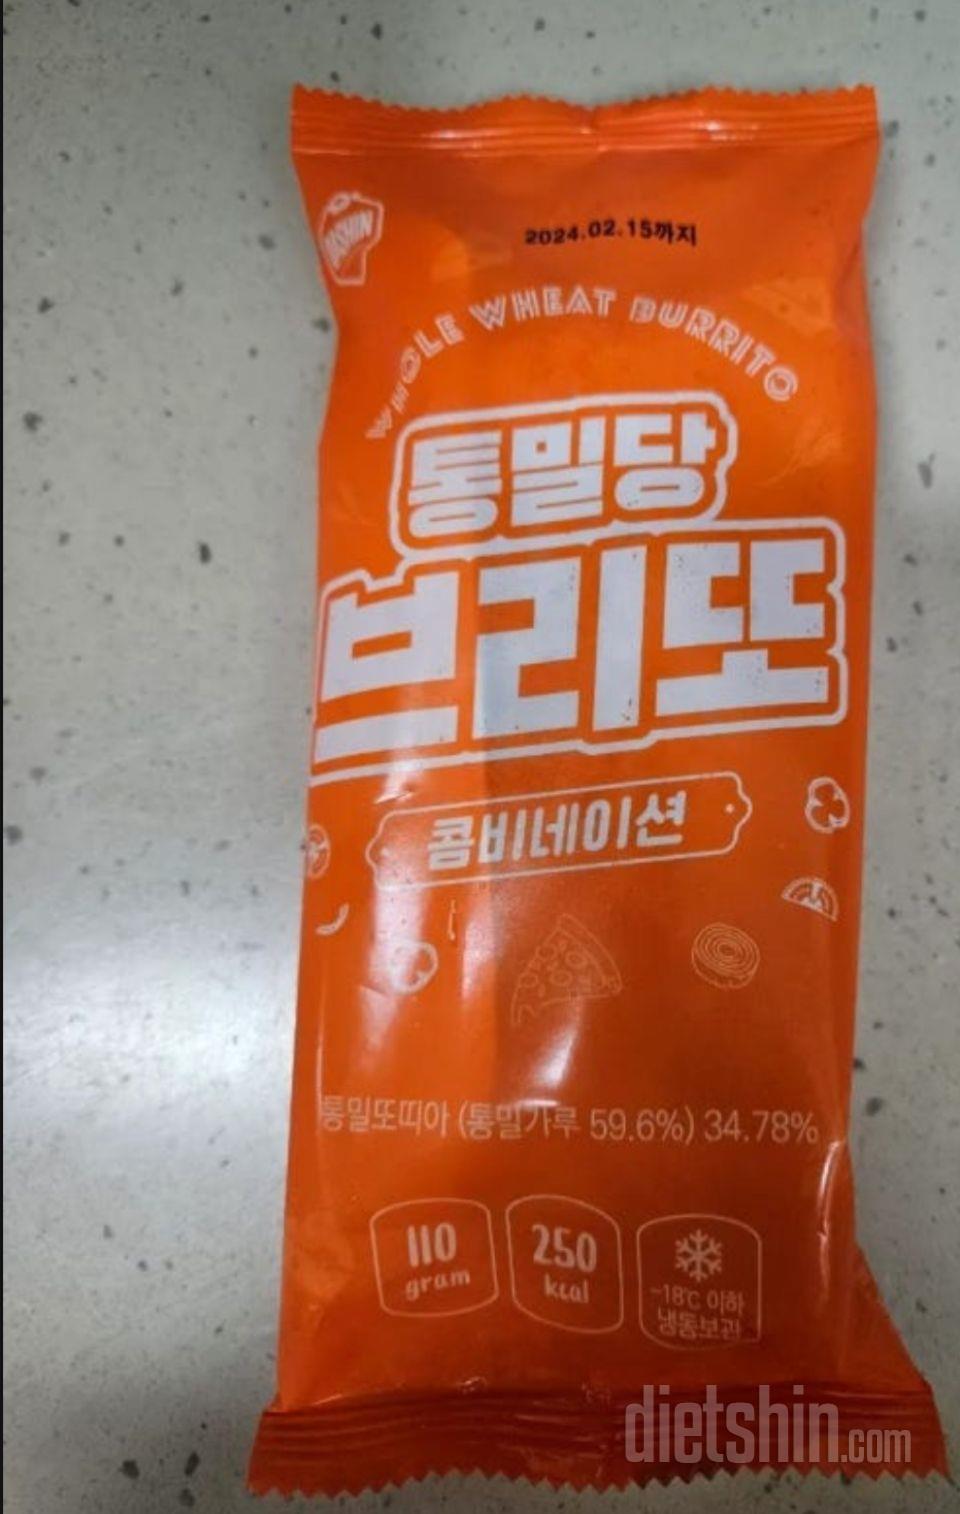 DASHIN
2024.02.15까지
WHOLE WHEAT BURRITO
통밀당
브리또
콤비네이션
통밀또띠아 (통밀가루 59.6%) 34.78%
110
gram
250
kcal
-18℃ 이하
냉동보관
dietshin.com